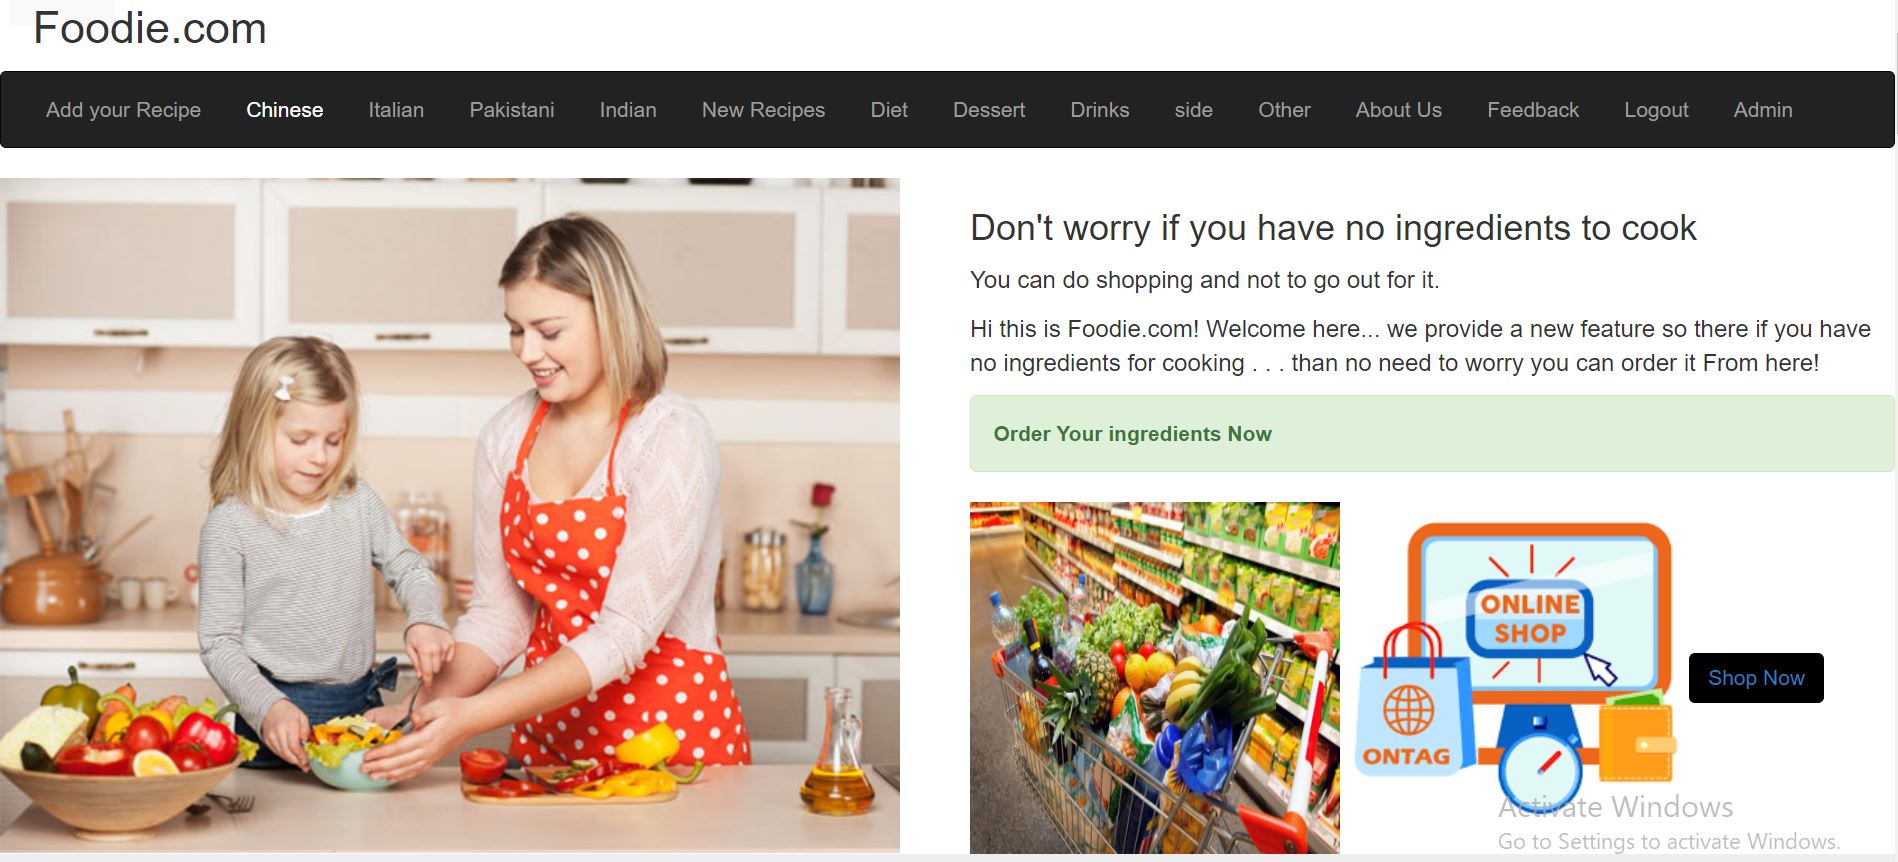 Foodie.com
Add your Recipe Chinese Italian Pakistani Indian New Recipes Diet Dessert Drinks side Other About Us Feedback Logout Admin
Don't worry if you have no ingredients to cook
You can do shopping and not to go out for it.
Hi this is Foodie.com! Welcome here... we provide a new feature so there if you have
no ingredients for cooking . . . than no need to worry you can order it From here!
Order Your ingredients Now
ONLINE
SHOP
ONTAG
Shop Now
Activate Windows
Go to Settings to activate Windows.